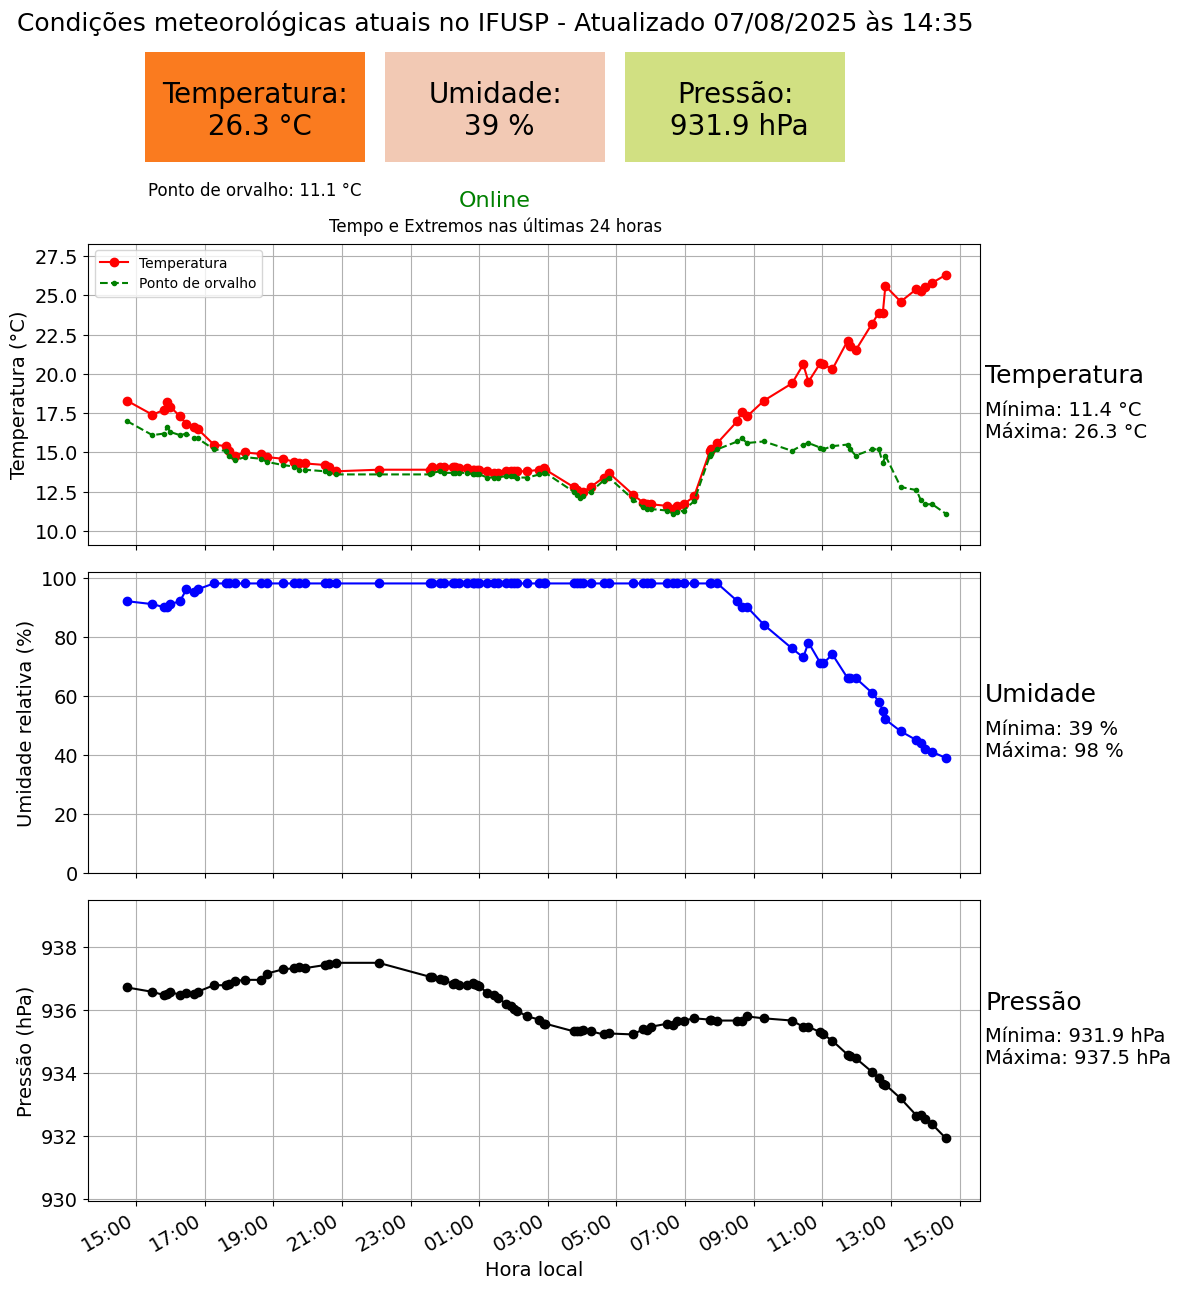 Condições meteorológicas atuais no IFUSP - Atualizado 07/08/2025 às 14:35
Temperatura:
26.3 °C
Umidade:
39 %
Pressão:
931.9 hPa
Ponto de orvalho: 11.1 °C
Online
Tempo e Extremos nas últimas 24 horas
Temperatura (°C)
27.5
25.0
22.5
20.0
17.5
15.0
12.5
10.0
Temperatura
Ponto de orvalho
Temperatura
Mínima: 11.4 °C
Máxima: 26.3 °C
Umidade relativa (%)
100
80
60
40
20
0
Umidade
Mínima: 39 %
Máxima: 98 %
Pressão (hPa)
938
936
934
932
930
Pressão
Mínima: 931.9 hPa
Máxima: 937.5 hPa
15:00
17:00
19:00
21:00
23:00
01:00
03:00
05:00
07:00
09:00
11:00
13:00
15:00
Hora local